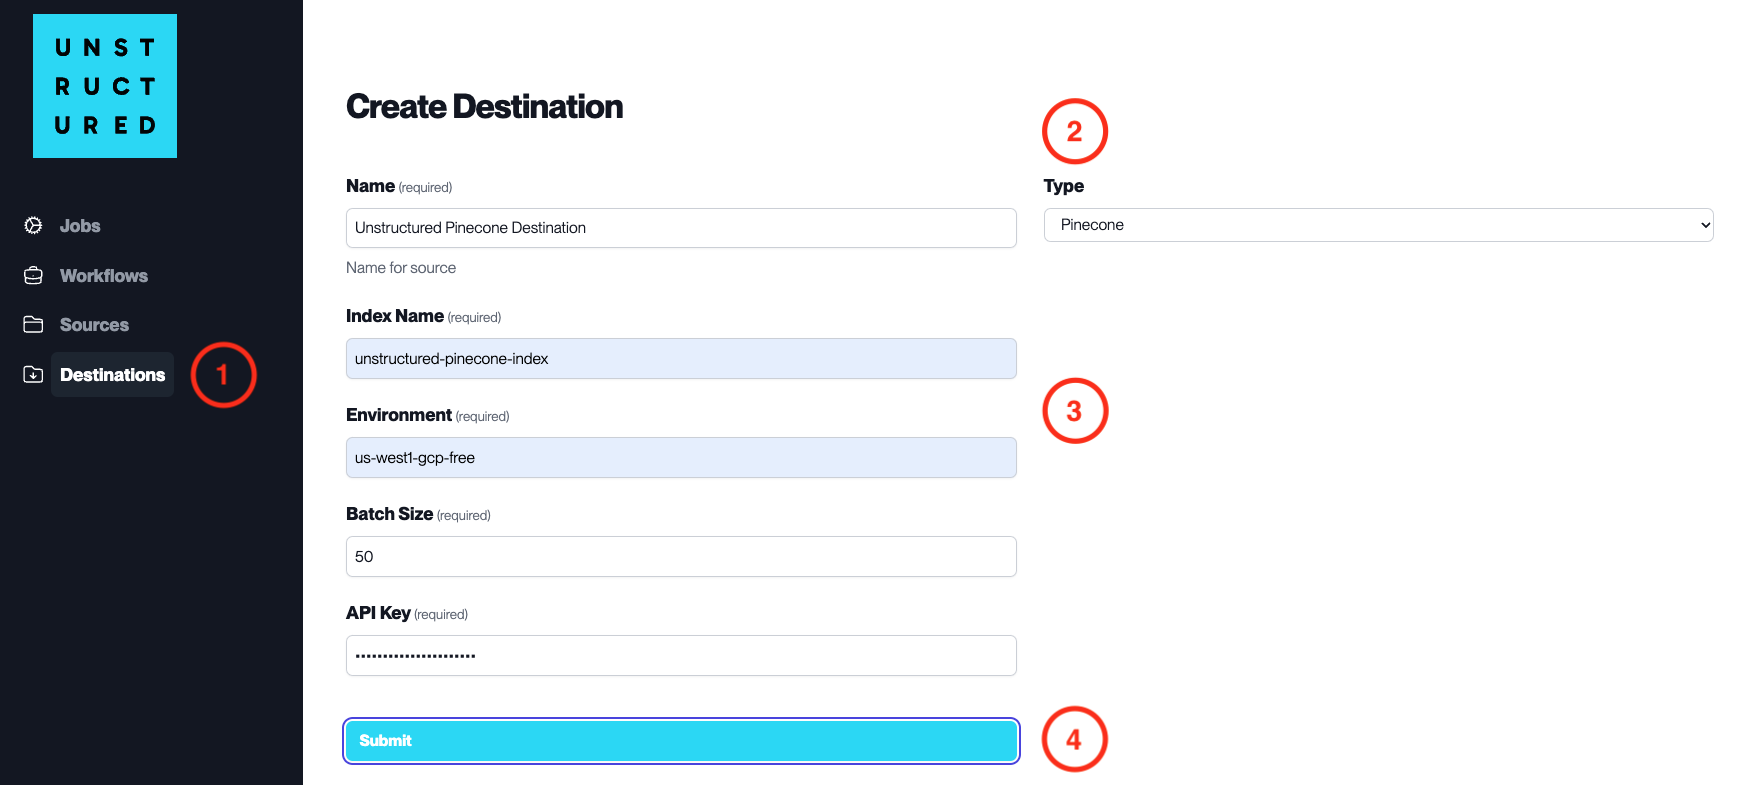 UNST
RUCT
URED
Jobs
Workflows
Sources
Destinations
1
Create Destination
2
Name (required)
Unstructured Pinecone Destination
Name for source
Type
Pinecone
Index Name (required)
unstructured-pinecone-index
Environment (required)
us-west1-gcp-free
3
Batch Size (required)
50
API Key (required)
Submit
4